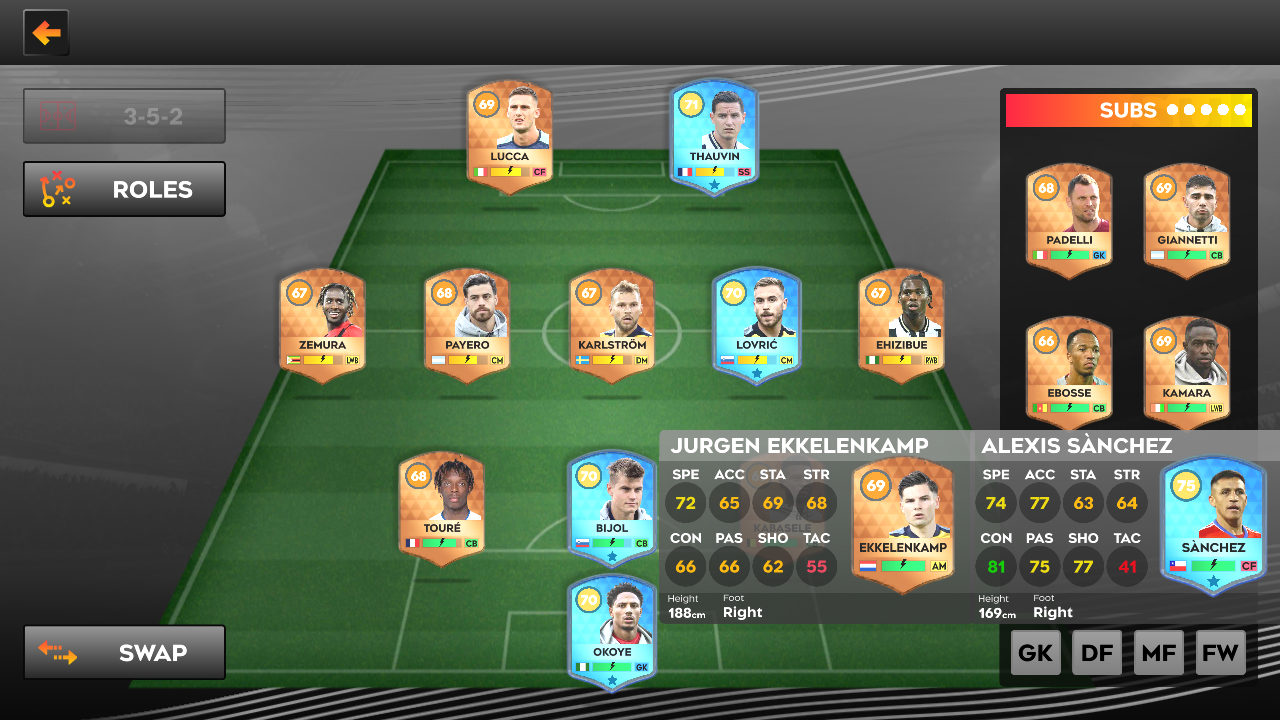 3-5-2
ROLES
69
LUCCA
CF
71
THAUVIN
SS
SUBS
68
PADELLI
GK
69
GIANNETTI
CB
67
ZEMURA
LWB
68
PAYERO
CM
67
KARLSTRÖM
DM
70
LOVRIĆ
CM
67
EHIZIBUE
RWB
66
EBOSSE
CB
69
KAMARA
LWB
68
TOURÉ
CB
70
BIJOL
CB
KABASELE
JURGEN EKKELENKAMP
SPE ACC STA STR
72 65 69 68
CON PAS SHO TAC
66 66 62 55
Height Foot
188cm Right
69
EKKELENKAMP
AM
ALEXIS SÀNCHEZ
SPE ACC STA STR
74 77 63 64
CON PAS SHO TAC
81 75 77 41
Height Foot
169cm Right
75
SÀNCHEZ
CF
70
OKOYE
GK
SWAP
GK DF MF FW